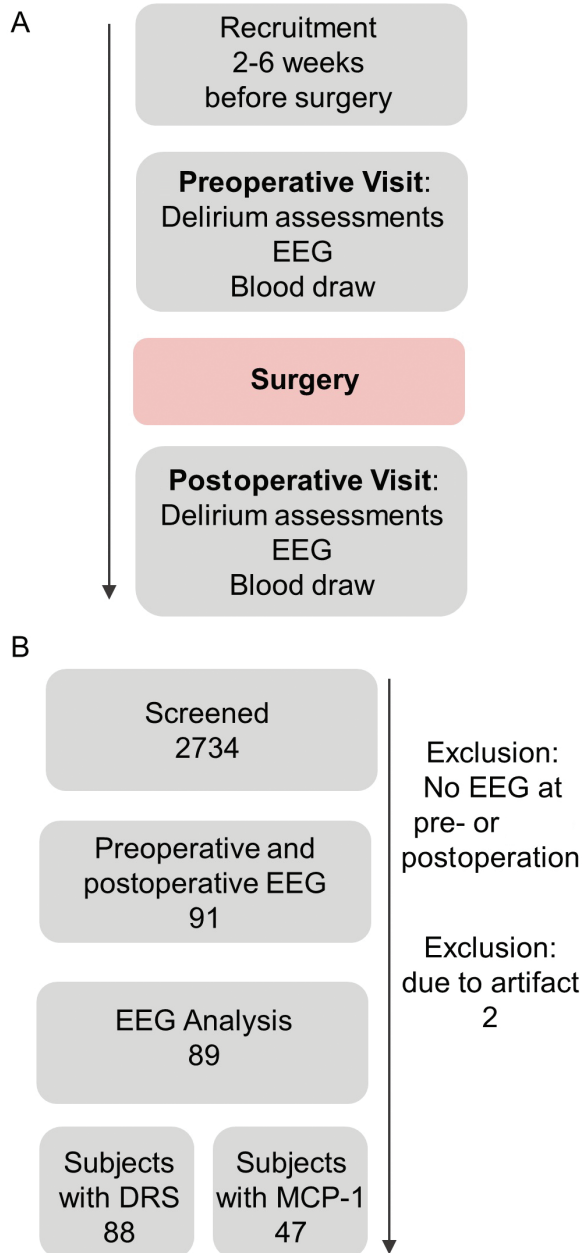 A
Recruitment
2-6 weeks
before surgery
Preoperative Visit:
Delirium assessments
EEG
Blood draw
Surgery
Postoperative Visit:
Delirium assessments
EEG
Blood draw
B
Screened
2734
Exclusion:
No EEG at
pre- or
postoperation
Preoperative and
postoperative EEG
91
Exclusion:
due to artifact
2
EEG Analysis
89
Subjects
with DRS
88
Subjects
with MCP-1
47